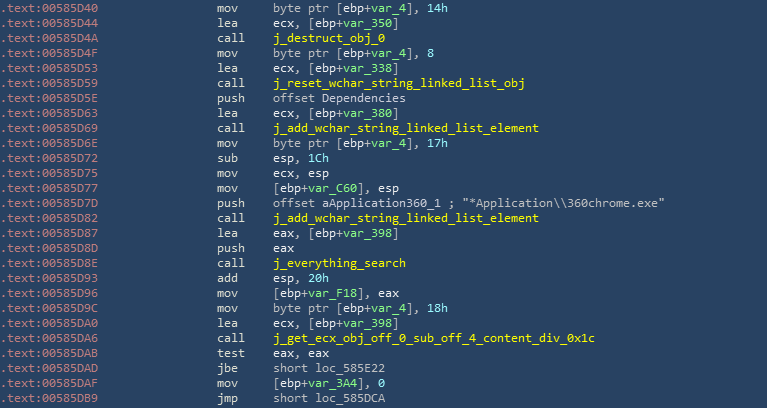 .text:00585D40 mov byte ptr [ebp+var_4], 14h
.text:00585D44 lea ecx, [ebp+var_350]
.text:00585D4A call j_destruct_obj_0
.text:00585D4F mov byte ptr [ebp+var_4], 8
.text:00585D53 lea ecx, [ebp+var_338]
.text:00585D59 call j_reset_wchar_string_linked_list_obj
.text:00585D5E push offset Dependencies
.text:00585D63 lea ecx, [ebp+var_380]
.text:00585D69 call j_add_wchar_string_linked_list_element
.text:00585D6E mov byte ptr [ebp+var_4], 17h
.text:00585D72 sub esp, 1Ch
.text:00585D75 mov ecx, esp
.text:00585D77 mov [ebp+var_C60], esp
.text:00585D7D push offset aApplication360_1 ; "*Application\\360chrome.exe"
.text:00585D82 call j_add_wchar_string_linked_list_element
.text:00585D87 lea eax, [ebp+var_398]
.text:00585D8D push eax
.text:00585D8E call j_everything_search
.text:00585D93 add esp, 20h
.text:00585D96 mov [ebp+var_F18], eax
.text:00585D9C mov byte ptr [ebp+var_4], 18h
.text:00585DA0 lea ecx, [ebp+var_398]
.text:00585DA6 call j_get_ecx_obj_off_0_sub_off_4_content_div_0x1c
.text:00585DAB test eax, eax
.text:00585DAD jbe short loc_585E22
.text:00585DAF mov [ebp+var_3A4], 0
.text:00585DB9 jmp short loc_585DCA